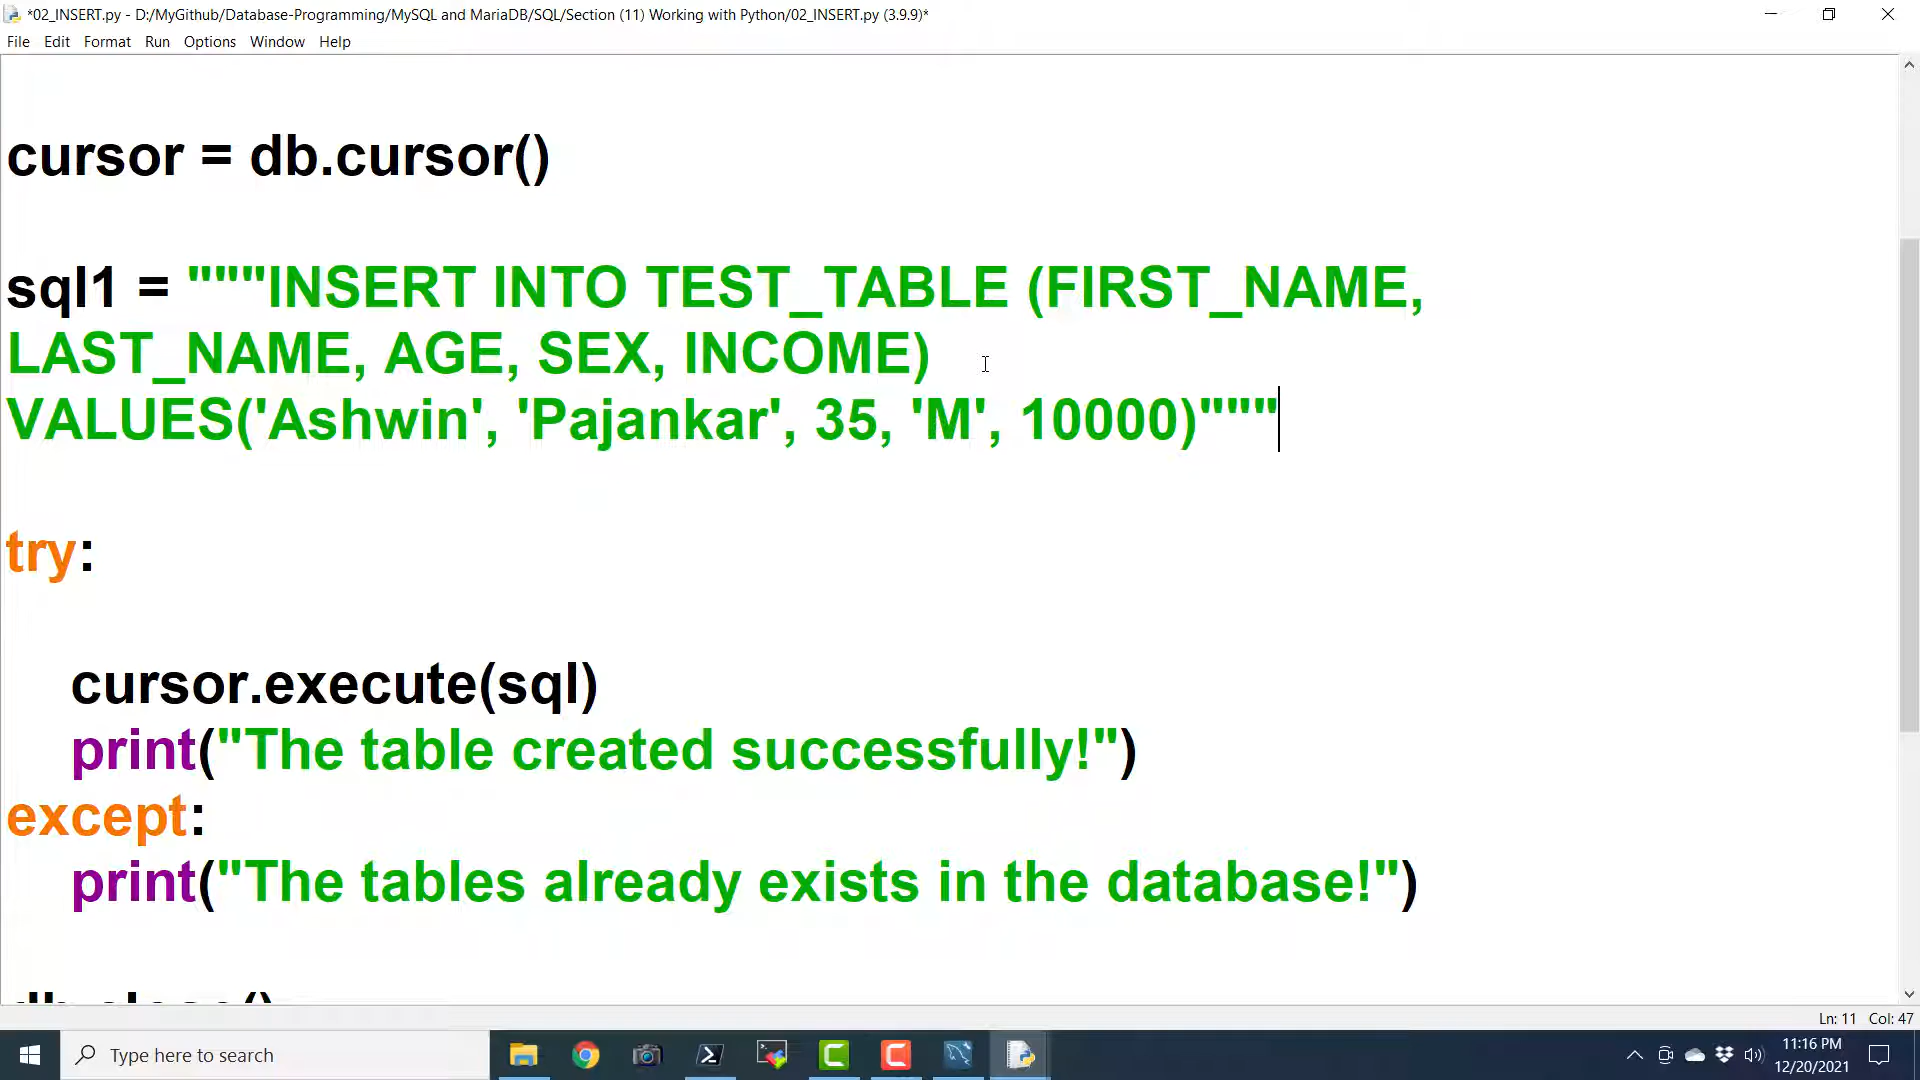 *02_INSERT.py - D:/MyGithub/Database-Programming/MySQL and MariaDB/SQL/Section (11) Working with Python/02_INSERT.py (3.9.9)*
File Edit Format Run Options Window Help
cursor = db.cursor()
sql1 = """INSERT INTO TEST_TABLE (FIRST_NAME,
LAST_NAME, AGE, SEX, INCOME)
VALUES('Ashwin', 'Pajankar', 35, 'M', 10000)"""
try:
cursor.execute(sql)
print("The table created successfully!")
except:
print("The tables already exists in the database!")
db.close()
Ln: 11 Col: 47
Type here to search
11:16 PM
12/20/2021